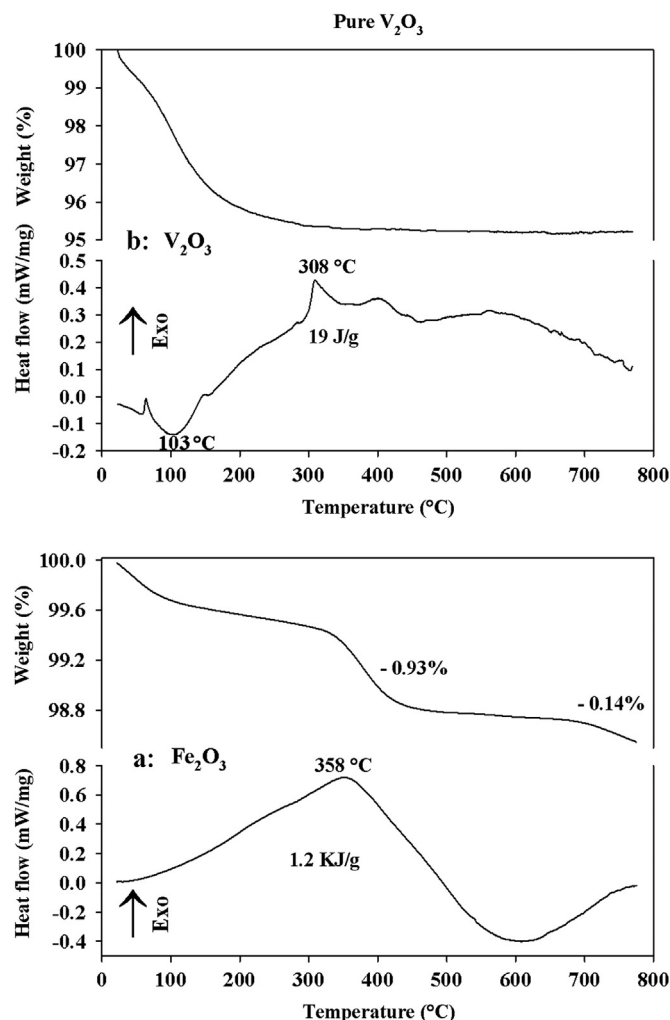 Pure V₂O₃
100
99
98
97
96
95
Weight (%)
b: V₂O₃
0.5
0.4
0.3
0.2
0.1
0.0
-0.1
-0.2
Heat flow (mW/mg)
Exo
308 °C
19 J/g
103 °C
0 100 200 300 400 500 600 700 800
Temperature (°C)
100.0
99.6
99.2
98.8
Weight (%)
- 0.93%
- 0.14%
a: Fe₂O₃
0.8
0.6
0.4
0.2
0.0
-0.2
-0.4
Heat flow (mW/mg)
Exo
358 °C
1.2 KJ/g
0 100 200 300 400 500 600 700 800
Temperature (°C)